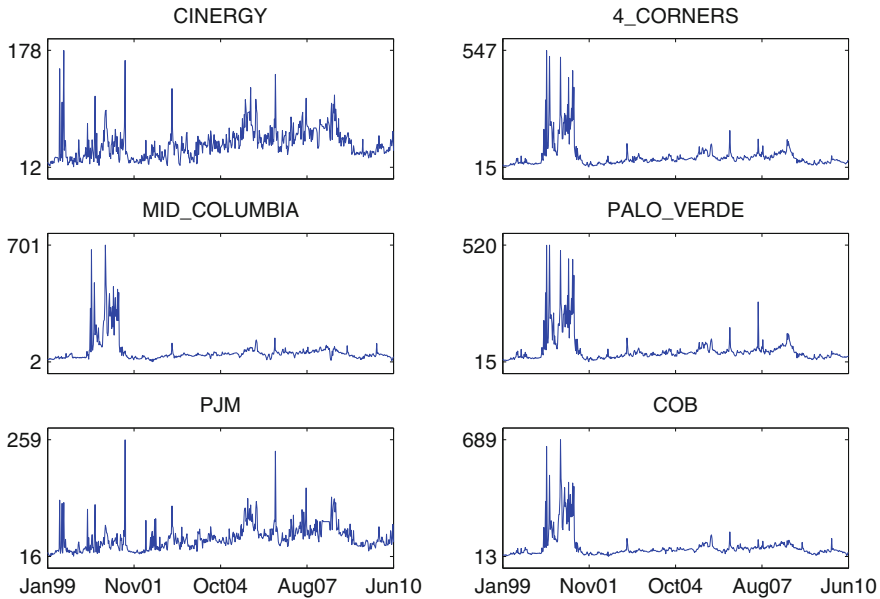 CINERGY
178
12
4_CORNERS
547
15
MID_COLUMBIA
701
2
PALO_VERDE
520
15
PJM
259
16
Jan99 Nov01 Oct04 Aug07 Jun10
COB
689
13
Jan99 Nov01 Oct04 Aug07 Jun10